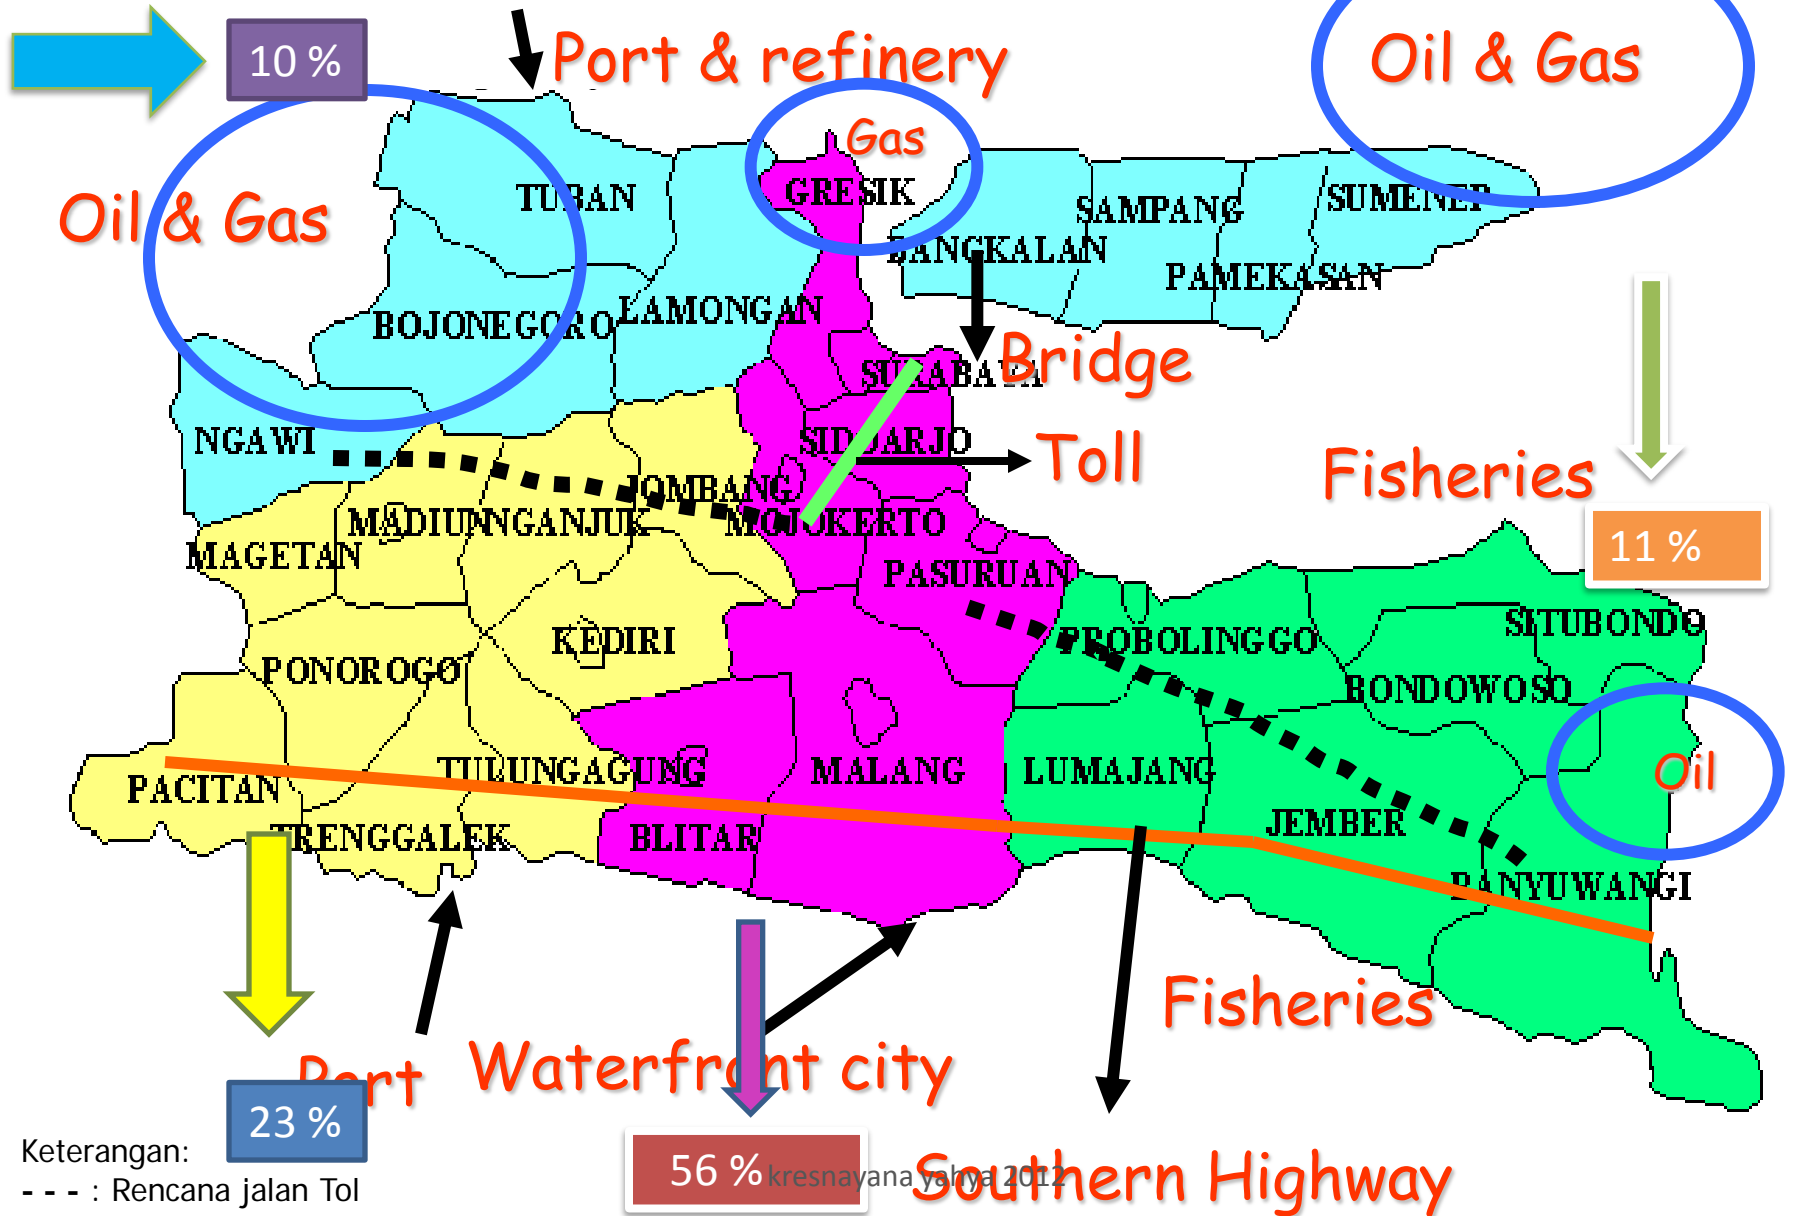 10 %
Port & refinery
Oil & Gas
Gas
TUBAN
GRESIK
Oil & Gas
SAMPANG
SUMENEP
BANGKALAN
PAMEKASAN
BOJONEGORO
LAMONGAN
Bridge
SURABAYA
NGAWI
SIDOARJO
Toll
Fisheries
JOMBANG
MADIUN
NGANJUK
MOJOKERTO
11 %
MAGETAN
PASURUAN
SITUBONDO
KEDIRI
PROBOLINGGO
PONOROGO
BONDOWOSO
TULUNGAGUNG
MALANG
LUMAJANG
Oil
PACITAN
TRENGGALEK
BLITAR
JEMBER
BANYUWANGI
Fisheries
Port
Waterfront city
23 %
Keterangan:
- - - : Rencana jalan Tol
56 %
kresnayana yahya 2012
Southern Highway